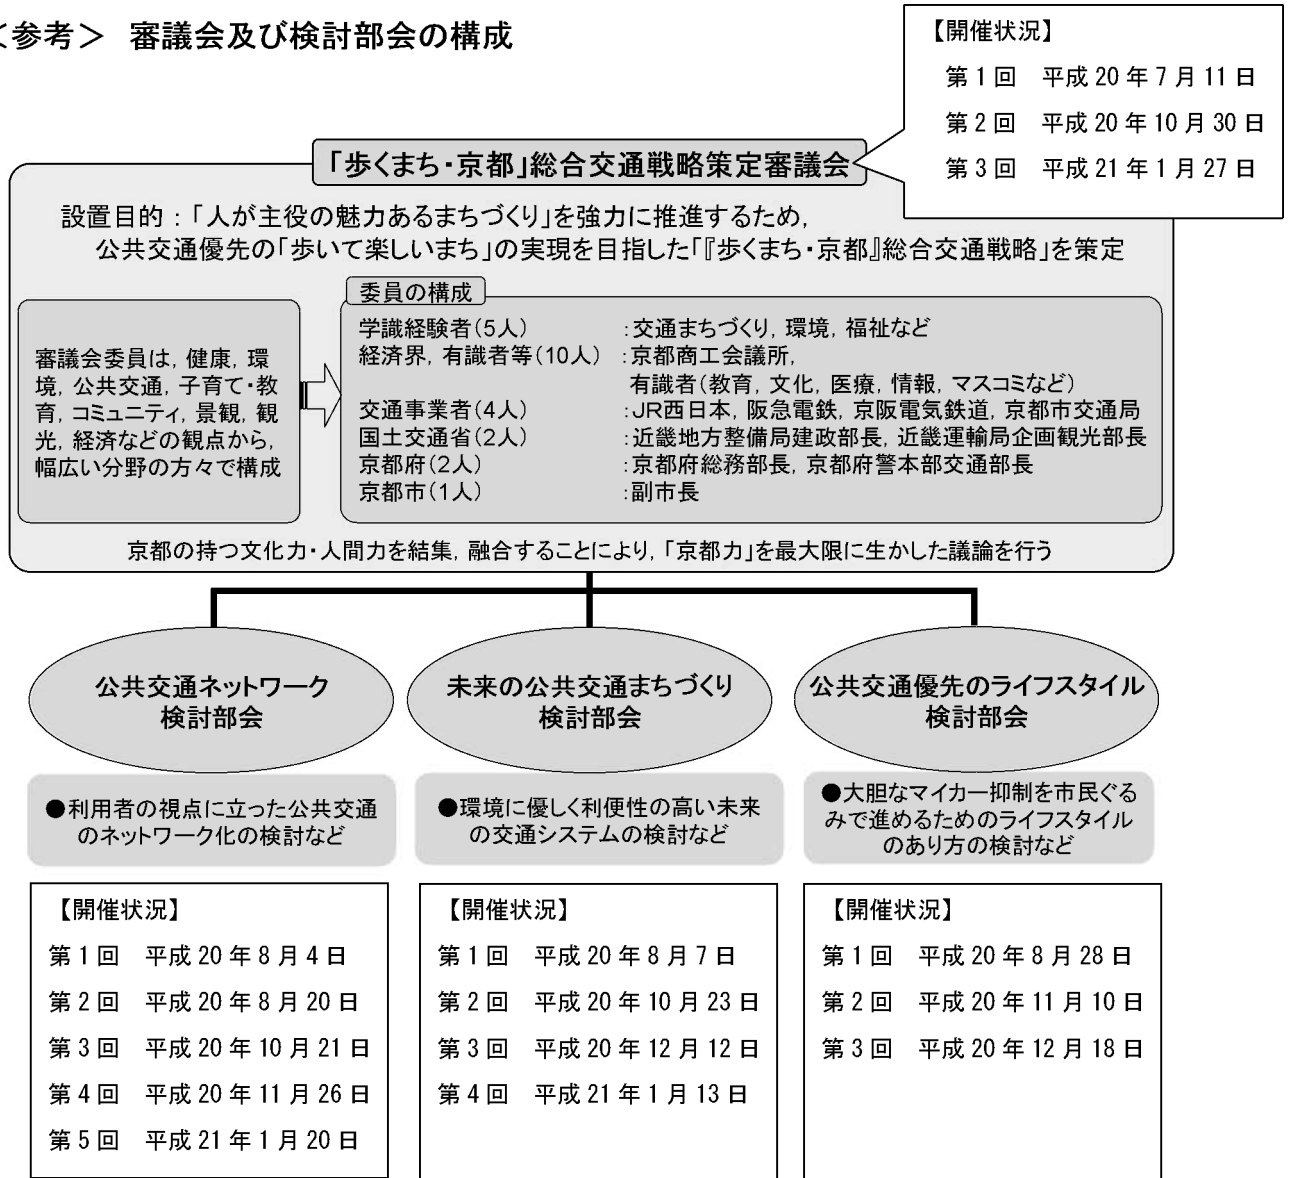 ＜参考＞ 審議会及び検討部会の構成
【開催状況】
第1回 平成20年7月11日
第2回 平成20年10月30日
第3回 平成21年1月27日
「歩くまち・京都」総合交通戦略策定審議会
設置目的：「人が主役の魅力あるまちづくり」を強力に推進するため，
公共交通優先の「歩いて楽しいまち」の実現を目指した「『歩くまち・京都』総合交通戦略」を策定
審議会委員は，健康，環
境，公共交通，子育て・教
育，コミュニティ，景観，観
光，経済などの観点から，
幅広い分野の方々で構成
委員の構成
学識経験者（5人） ：交通まちづくり，環境，福祉など
経済界，有識者等（10人） ：京都商工会議所，
有識者（教育，文化，医療，情報，マスコミなど）
交通事業者（4人） ：JR西日本，阪急電鉄，京阪電気鉄道，京都市交通局
国土交通省（2人） ：近畿地方整備局建政部長，近畿運輸局企画観光部長
京都府（2人） ：京都府総務部長，京都府警本部交通部長
京都市（1人） ：副市長
京都の持つ文化力・人間力を結集，融合することにより，「京都力」を最大限に生かした議論を行う
公共交通ネットワーク
検討部会
●利用者の視点に立った公共交通
のネットワーク化の検討など
【開催状況】
第1回 平成20年8月4日
第2回 平成20年8月20日
第3回 平成20年10月21日
第4回 平成20年11月26日
第5回 平成21年1月20日
未来の公共交通まちづくり
検討部会
●環境に優しく利便性の高い未来
の交通システムの検討など
【開催状況】
第1回 平成20年8月7日
第2回 平成20年10月23日
第3回 平成20年12月12日
第4回 平成21年1月13日
公共交通優先のライフスタイル
検討部会
●大胆なマイカー抑制を市民ぐる
みで進めるためのライフスタイル
のあり方の検討など
【開催状況】
第1回 平成20年8月28日
第2回 平成20年11月10日
第3回 平成20年12月18日